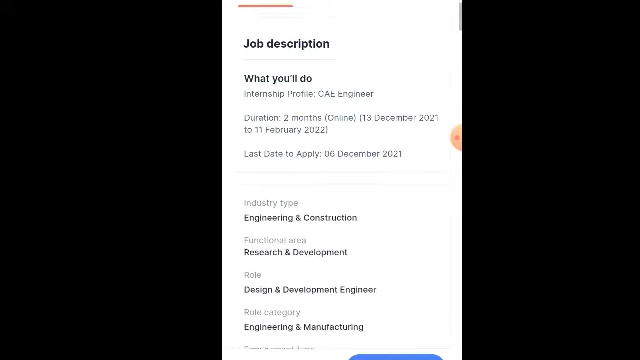 Job description
What you'll do
Internship Profile: CAE Engineer
Duration: 2 months (Online) (13 December 2021
to 11 February 2022)
Last Date to Apply: 06 December 2021
Industry type
Engineering & Construction
Functional area
Research & Development
Role
Design & Development Engineer
Role category
Engineering & Manufacturing